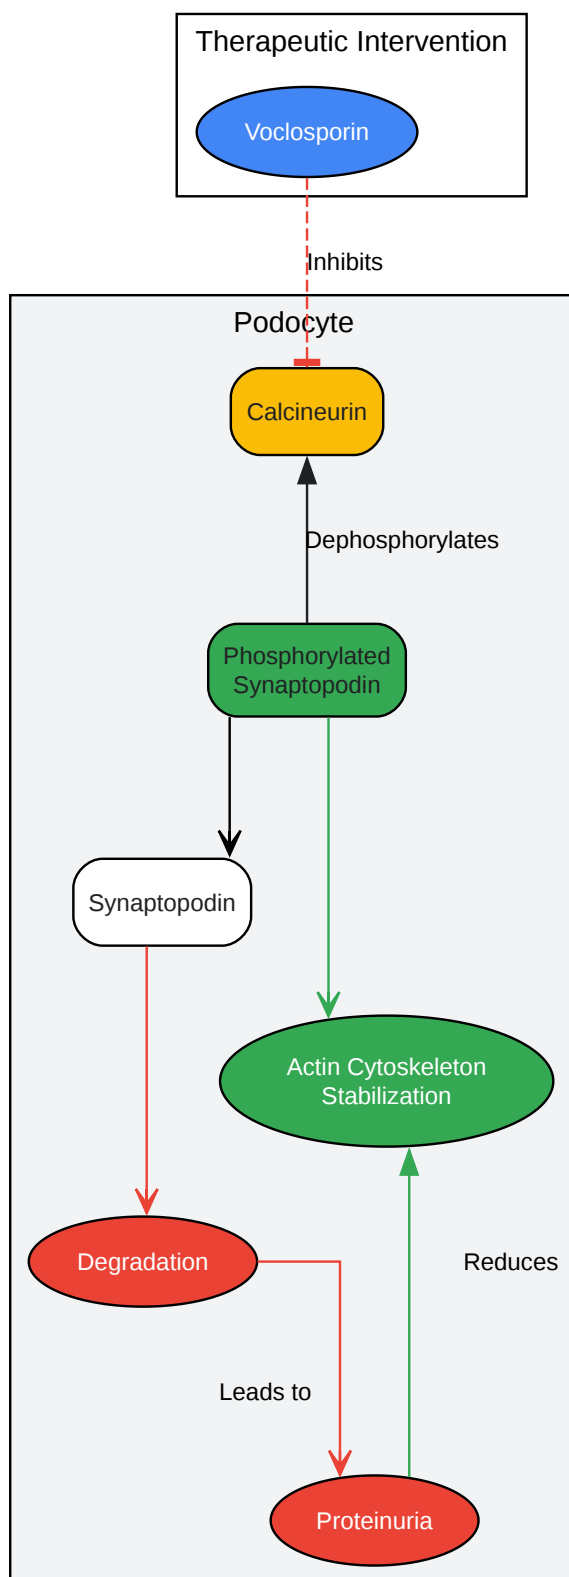 Therapeutic Intervention
Voclosporin
Inhibits
Podocyte
Calcineurin
Dephosphorylates
Phosphorylated
Synaptopodin
Synaptopodin
Actin Cytoskeleton
Stabilization
Degradation
Reduces
Leads to
Proteinuria